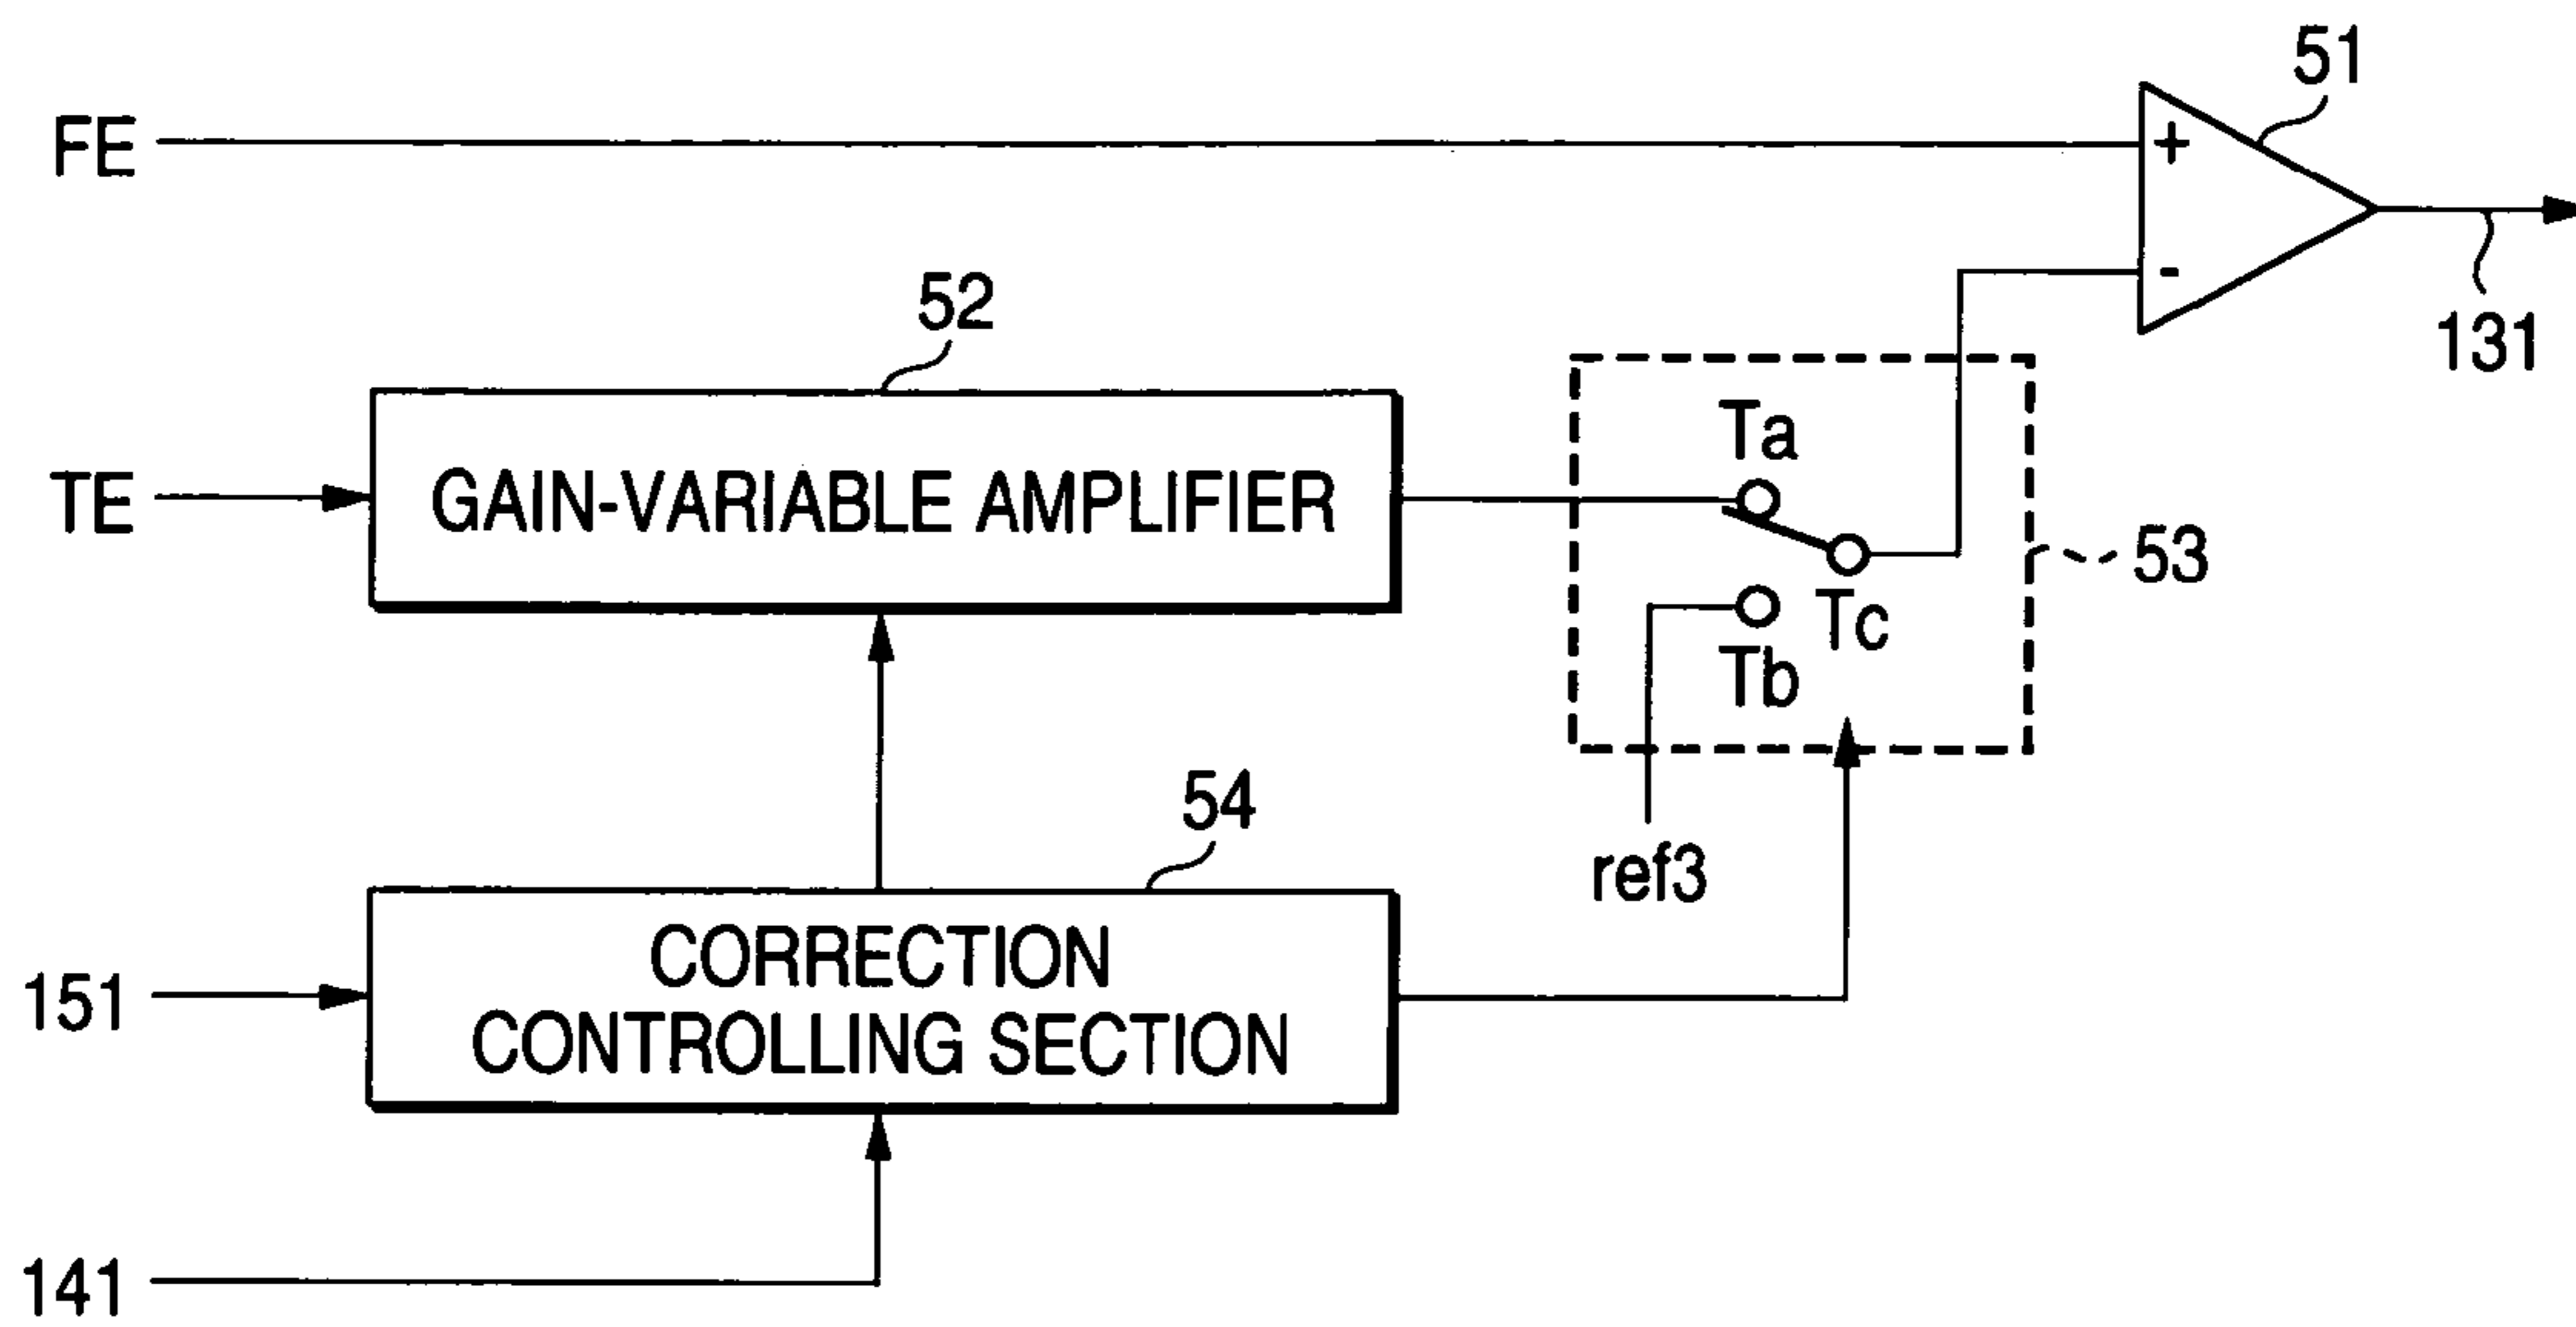 51
FE
+
-
131
52
Ta
TE
GAIN-VARIABLE AMPLIFIER
53
Tc
Tb
54
ref3
CORRECTION
CONTROLLING SECTION
151
141